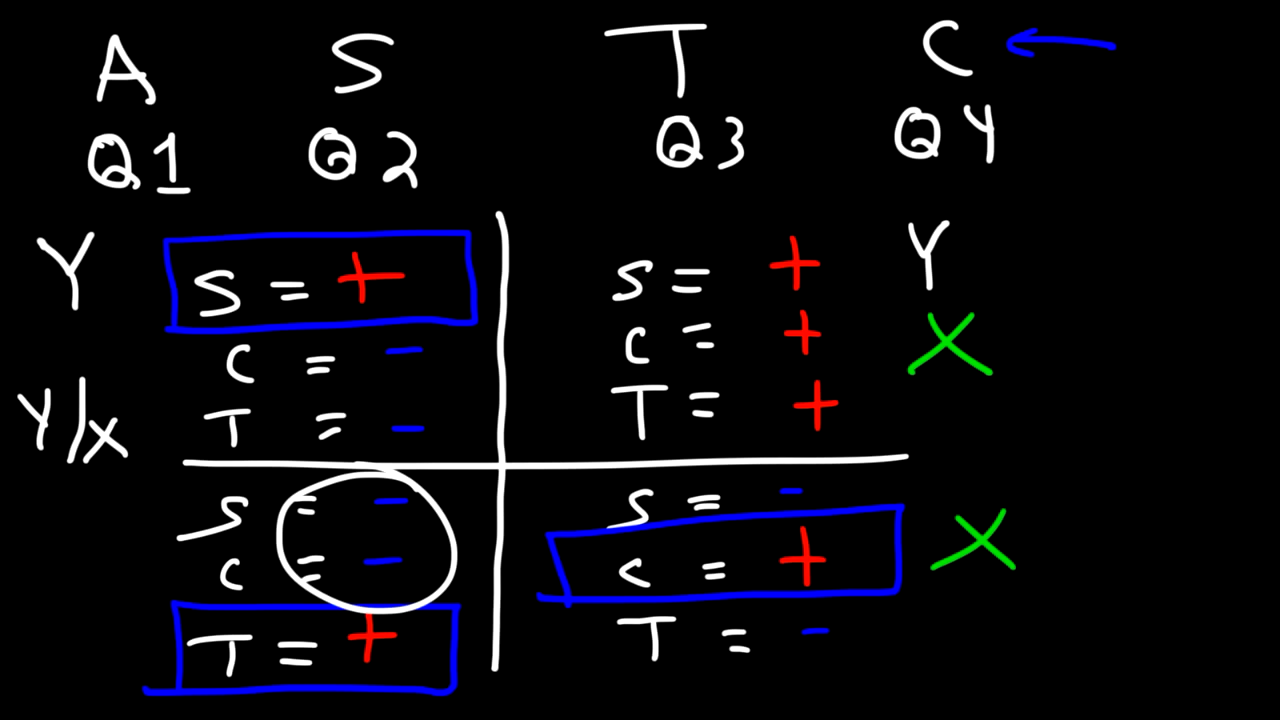 A S T C
Q1 Q2 Q3 Q4
Y S = + S = + Y
C = - C = + X
Y/x T = - T = +
S = - S = -
C = - C = + X
T = + T = -